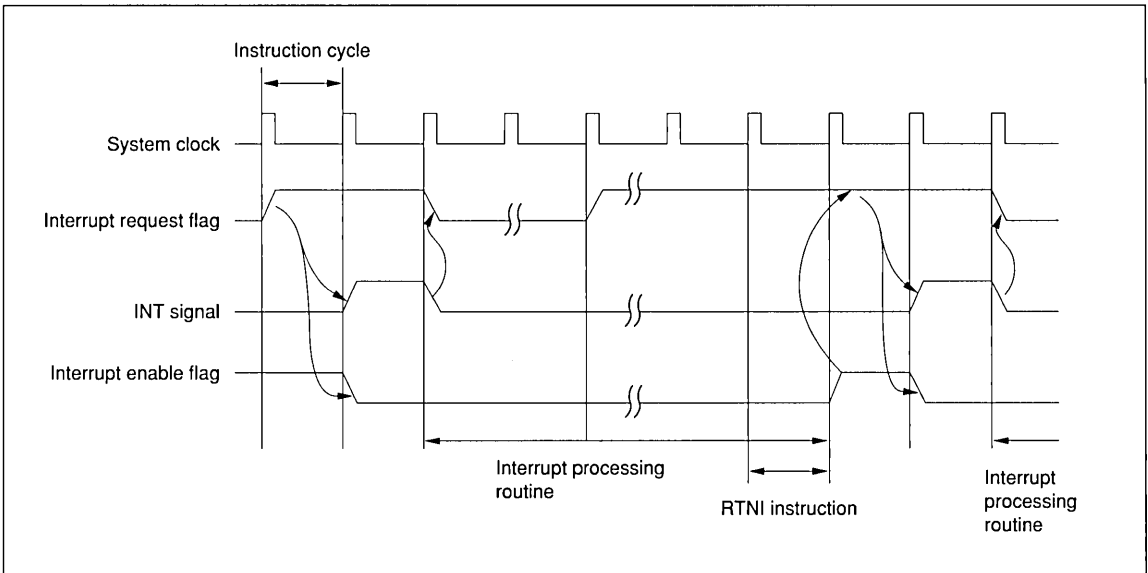 Instruction cycle
System clock
Interrupt request flag
INT signal
Interrupt enable flag
Interrupt processing
routine
RTNI instruction
Interrupt
processing
routine